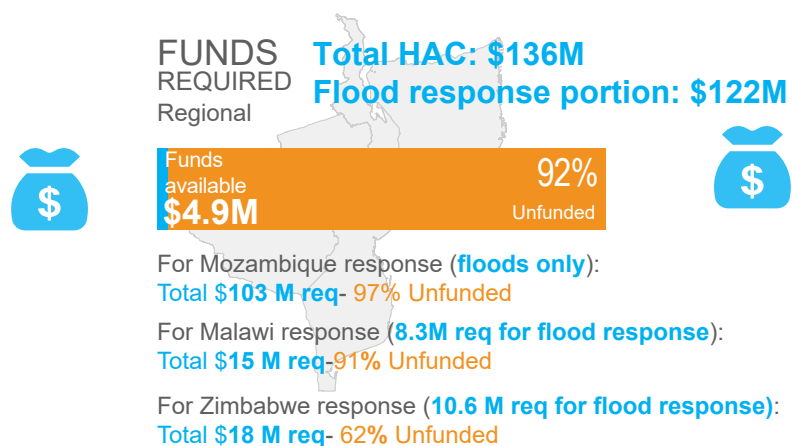 FUNDS
REQUIRED
Regional
Total HAC: $136M
Flood response portion: $122M
Funds
available
$4.9M
92%
Unfunded
$
$
For Mozambique response (floods only):
Total $103 M req- 97% Unfunded
For Malawi response (8.3M req for flood response):
Total $15 M req-91% Unfunded
For Zimbabwe response (10.6 M req for flood response):
Total $18 M req- 62% Unfunded